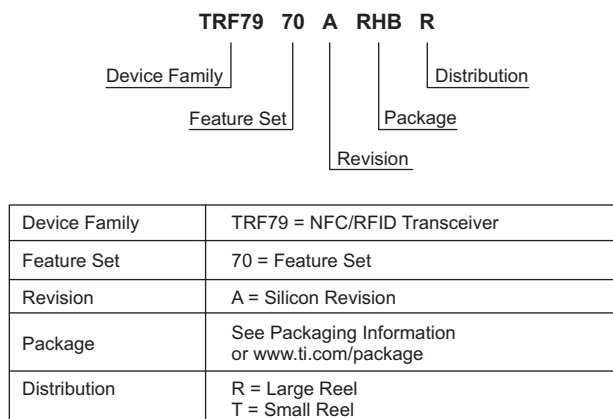 TRF79 70 A RHB R
Device Family
Distribution
Feature Set
Package
Revision
Device Family TRF79 = NFC/RFID Transceiver
Feature Set 70 = Feature Set
Revision A = Silicon Revision
Package See Packaging Information
or www.ti.com/package
Distribution R = Large Reel
T = Small Reel